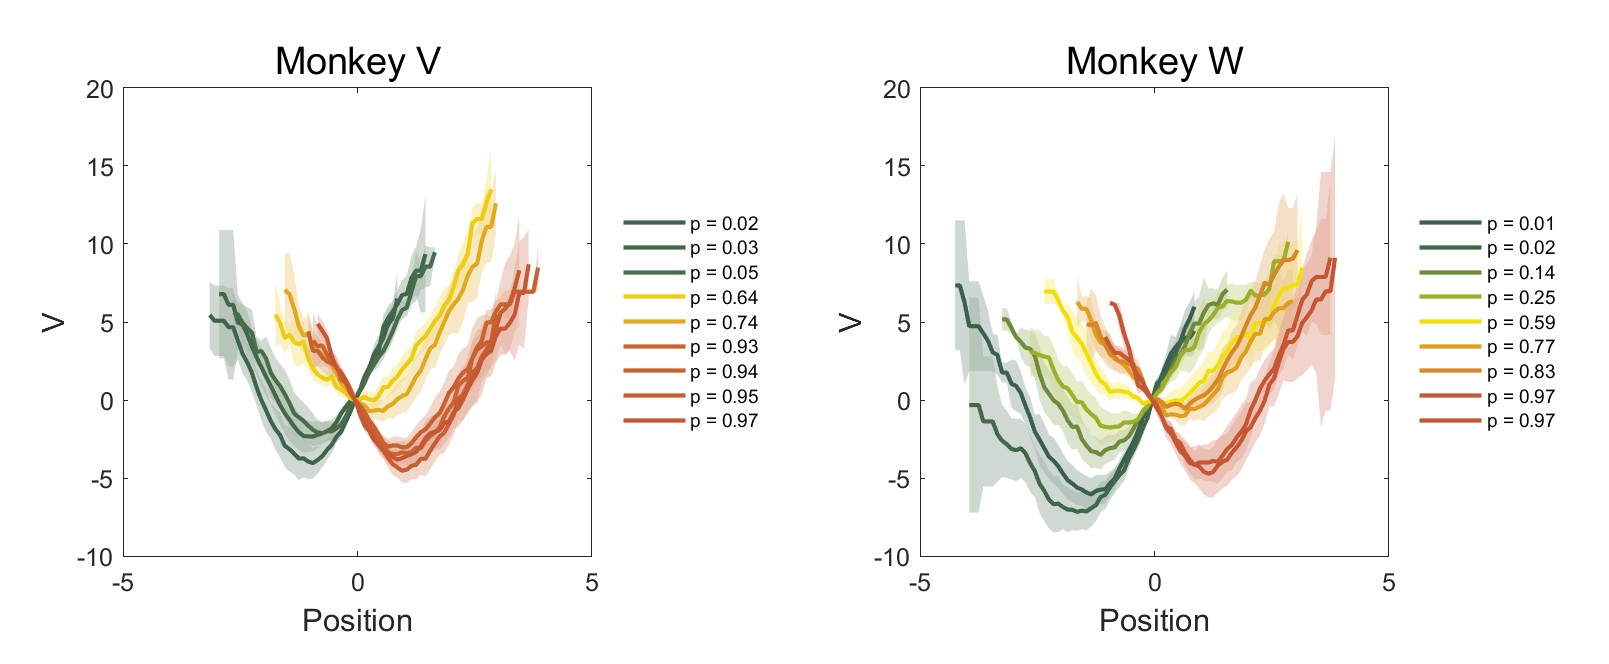 Monkey V
20
15
10
5
0
-5
-10
-5
0
5
V
Position
p = 0.02
p = 0.03
p = 0.05
p = 0.64
p = 0.74
p = 0.93
p = 0.94
p = 0.95
p = 0.97
Monkey W
20
15
10
5
0
-5
-10
-5
0
5
V
Position
p = 0.01
p = 0.02
p = 0.14
p = 0.25
p = 0.59
p = 0.77
p = 0.83
p = 0.97
p = 0.97